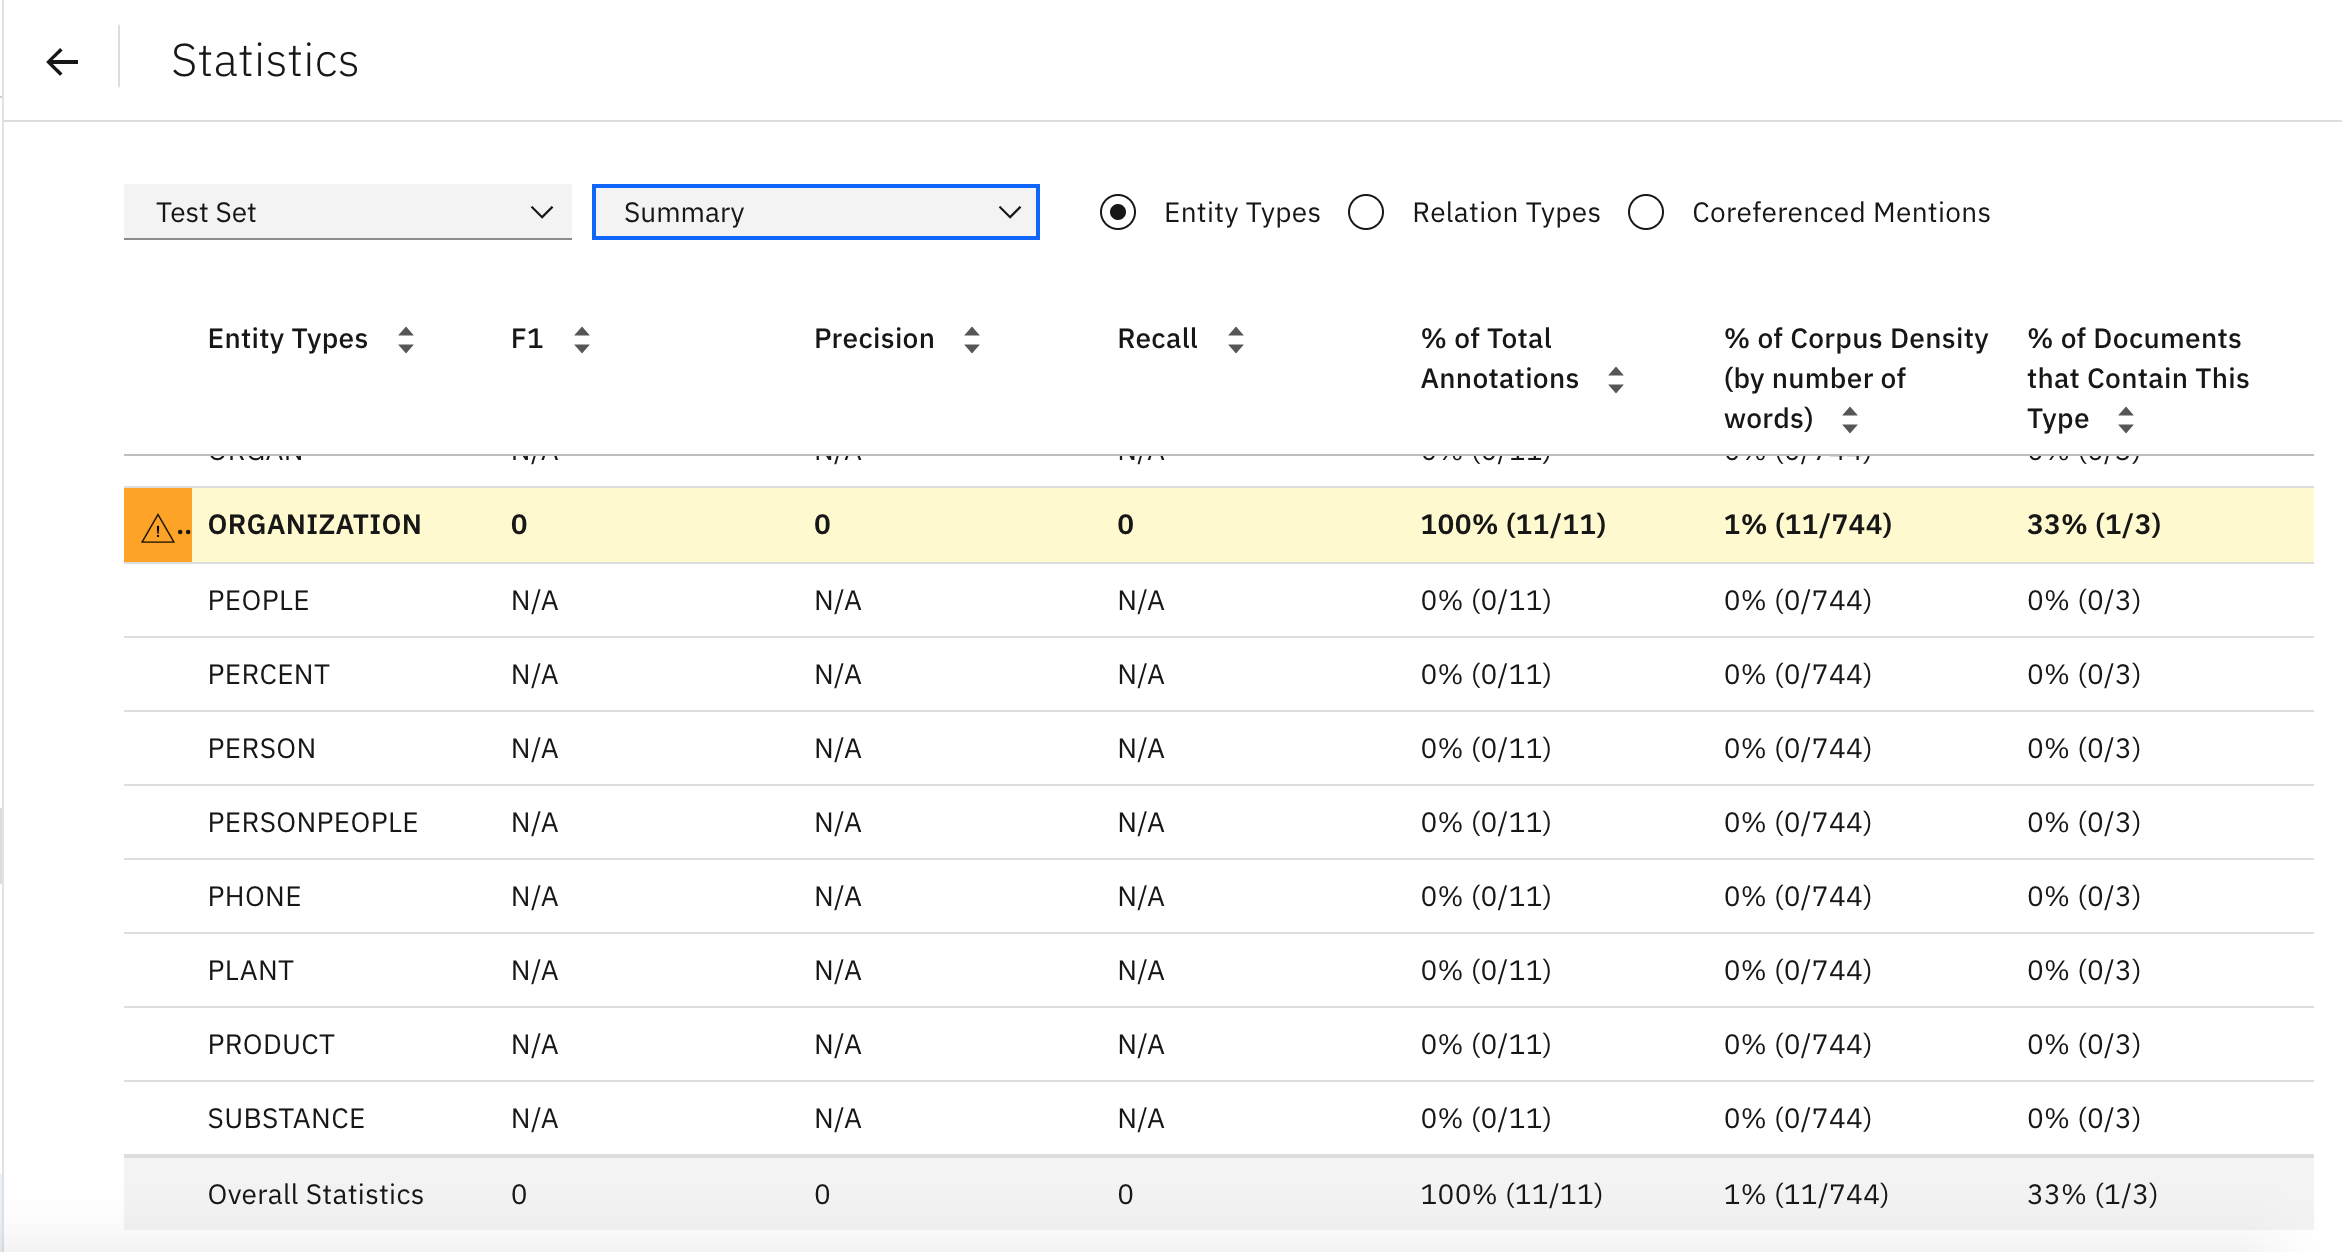 Statistics
Test Set Summary Entity Types Relation Types Coreferenced Mentions
Entity Types F1 Precision Recall % of Total Annotations % of Corpus Density (by number of words) % of Documents that Contain This Type
ORGANIZATION 0 0 0 100% (11/11) 1% (11/744) 33% (1/3)
PEOPLE N/A N/A N/A 0% (0/11) 0% (0/744) 0% (0/3)
PERCENT N/A N/A N/A 0% (0/11) 0% (0/744) 0% (0/3)
PERSON N/A N/A N/A 0% (0/11) 0% (0/744) 0% (0/3)
PERSONPEOPLE N/A N/A N/A 0% (0/11) 0% (0/744) 0% (0/3)
PHONE N/A N/A N/A 0% (0/11) 0% (0/744) 0% (0/3)
PLANT N/A N/A N/A 0% (0/11) 0% (0/744) 0% (0/3)
PRODUCT N/A N/A N/A 0% (0/11) 0% (0/744) 0% (0/3)
SUBSTANCE N/A N/A N/A 0% (0/11) 0% (0/744) 0% (0/3)
Overall Statistics 0 0 0 100% (11/11) 1% (11/744) 33% (1/3)